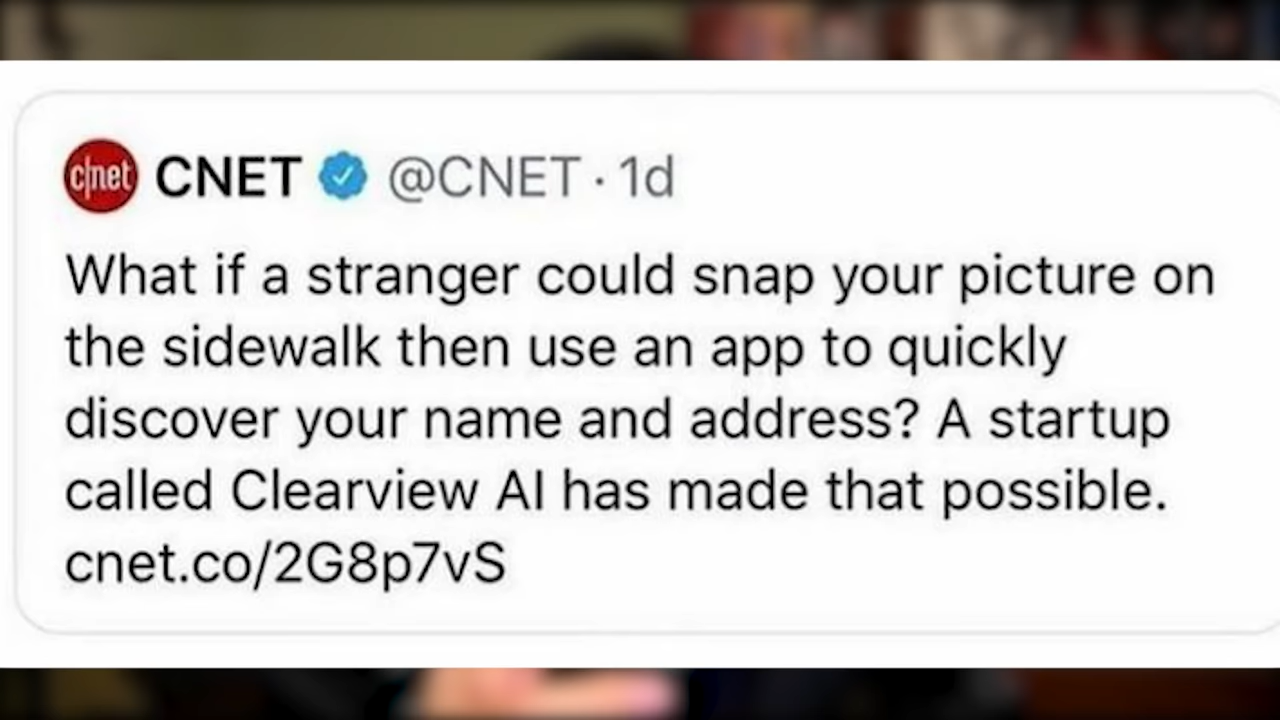 c|net CNET @CNET · 1d
What if a stranger could snap your picture on
the sidewalk then use an app to quickly
discover your name and address? A startup
called Clearview AI has made that possible.
cnet.co/2G8p7vS